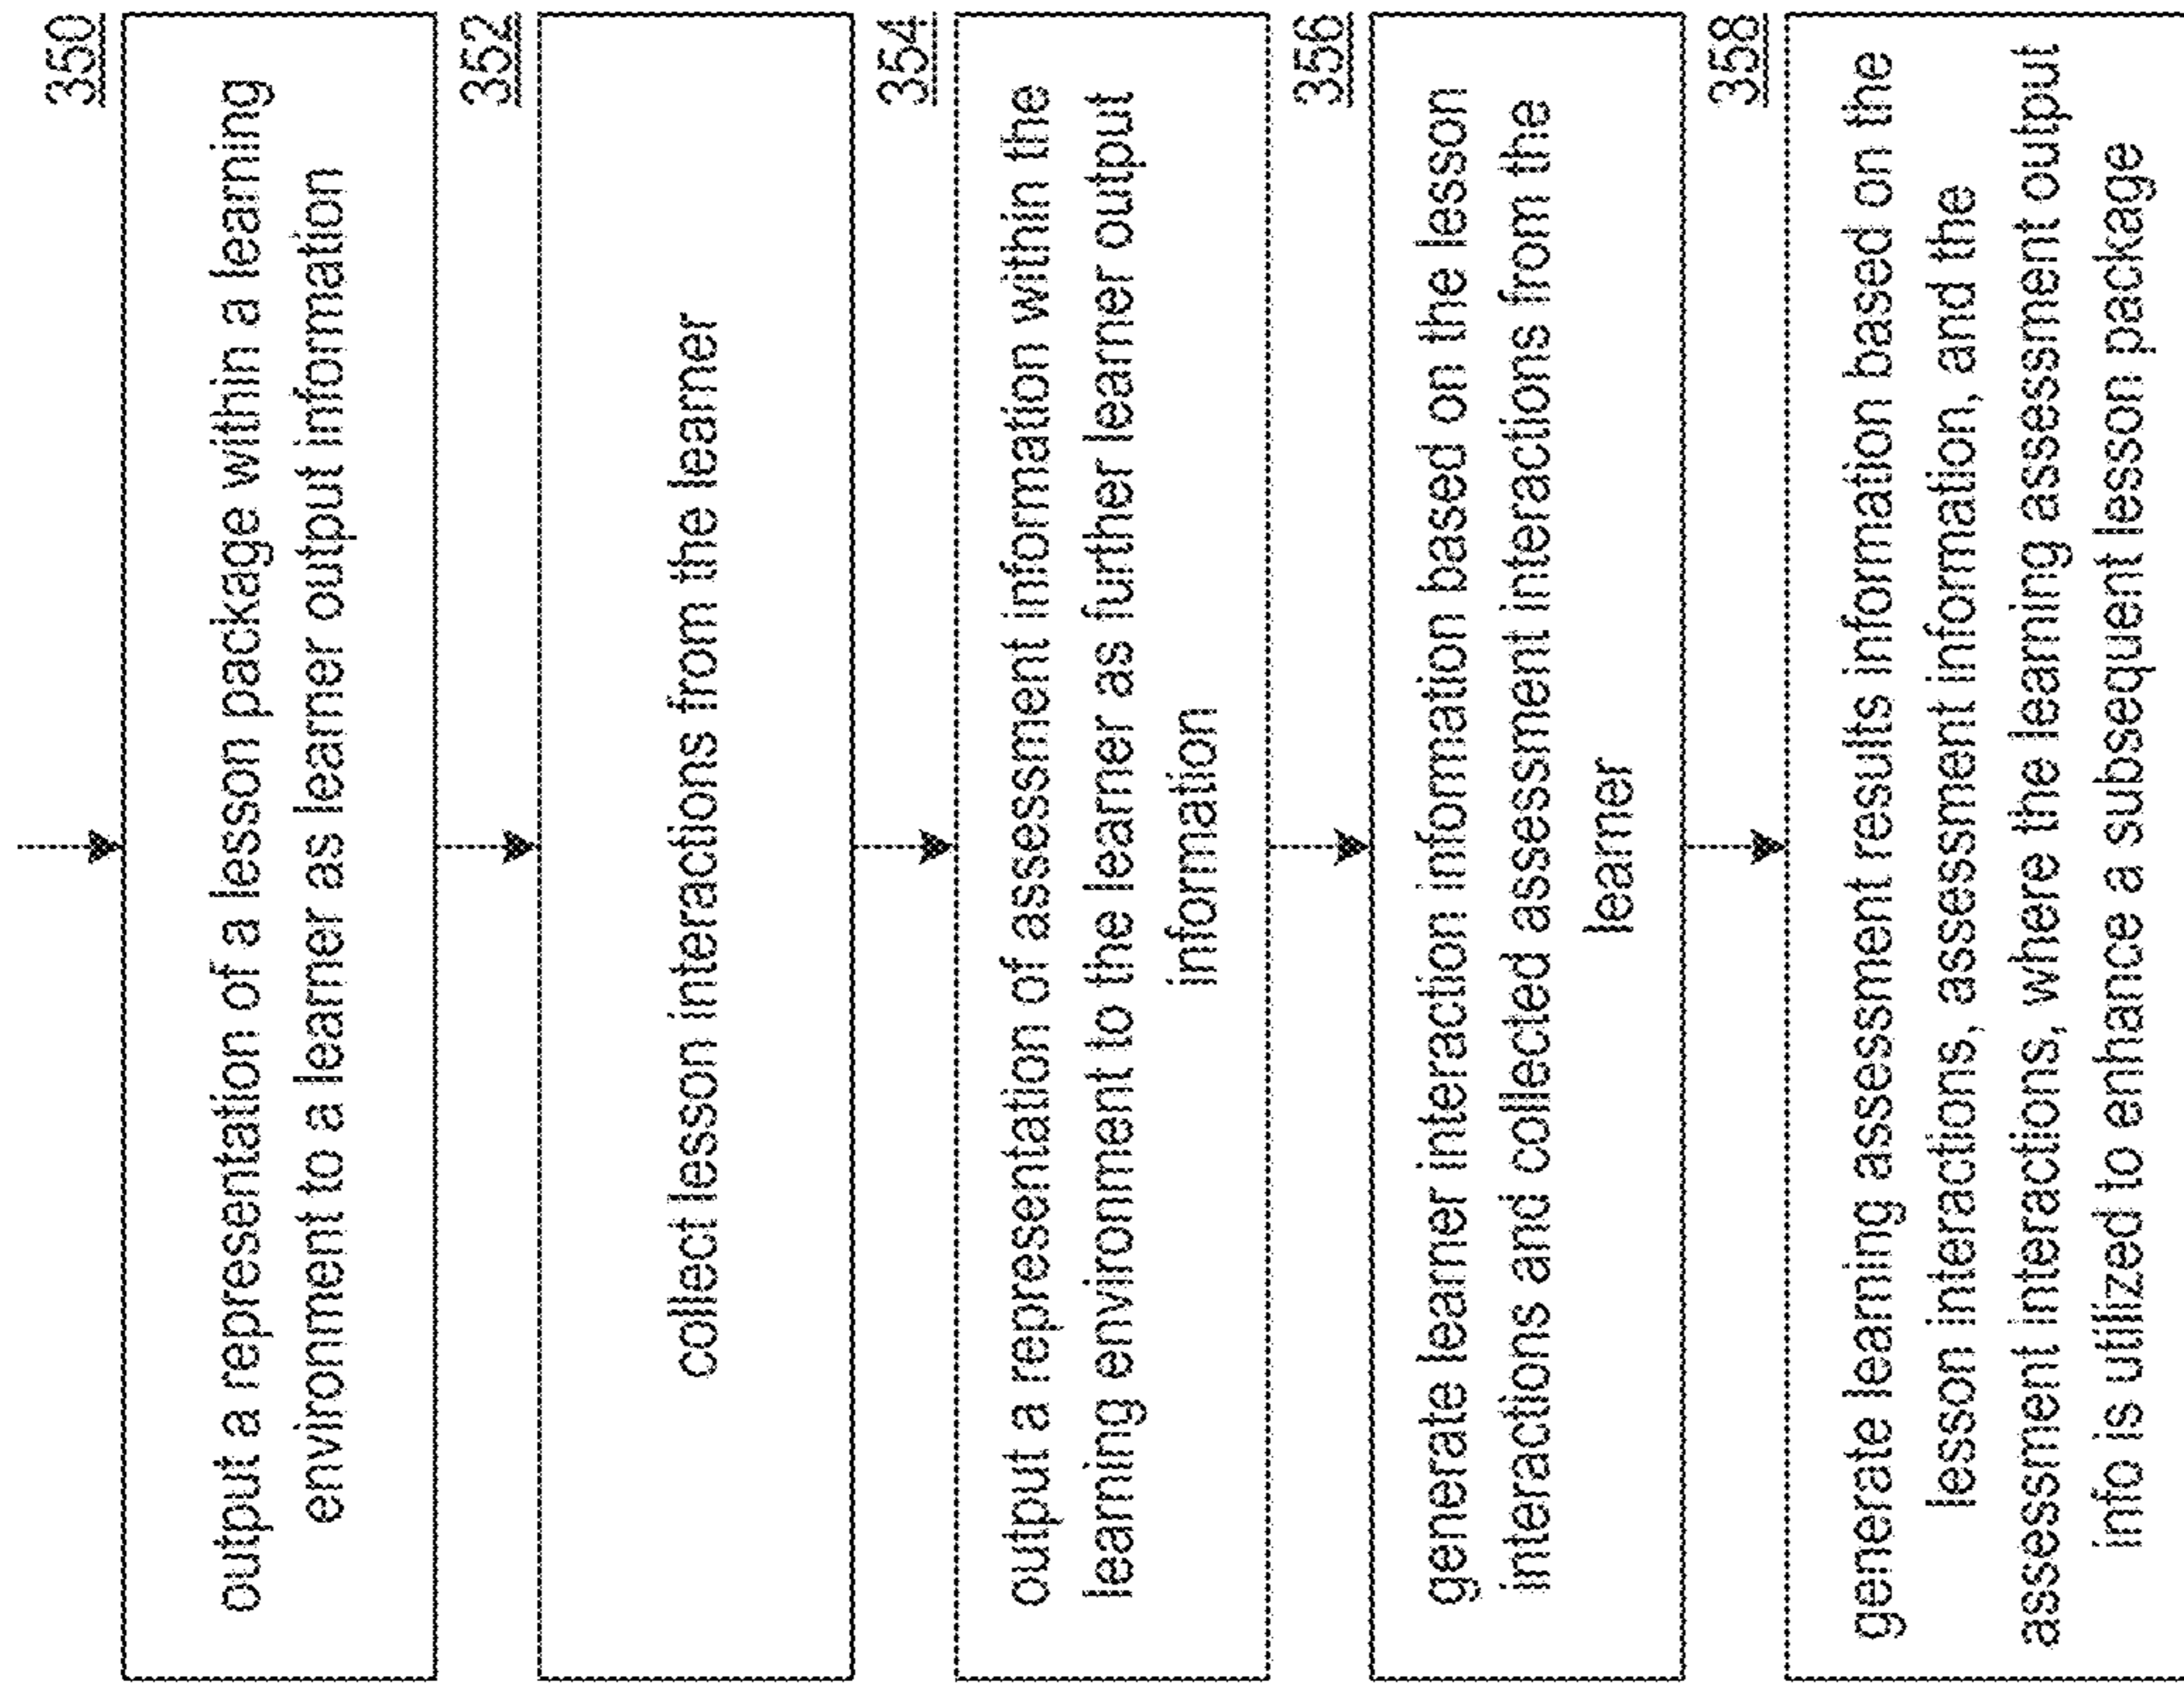 350
output a representation of a lesson package within a learning
environment to a learner as learner output information
352
collect lesson interactions from the learner
354
output a representation of assessment information within the
learning environment to the learner as further learner output
information
356
generate learner interaction information based on the lesson
interactions and collected assessment interactions from the
learner
358
generate learning assessment results information based on the
lesson interactions, assessment information, and the
assessment interactions, where the learning assessment output
info is utilized to enhance a subsequent lesson package